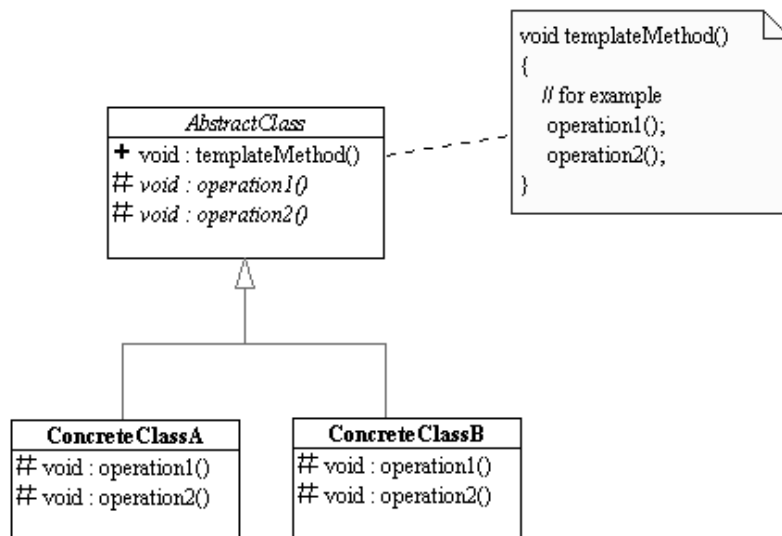 void templateMethod()
{
// for example
operation1();
operation2();
}
AbstractClass
+ void : templateMethod()
# void : operation1()
# void : operation2()
ConcreteClassA
# void : operation1()
# void : operation2()
ConcreteClassB
# void : operation1()
# void : operation2()